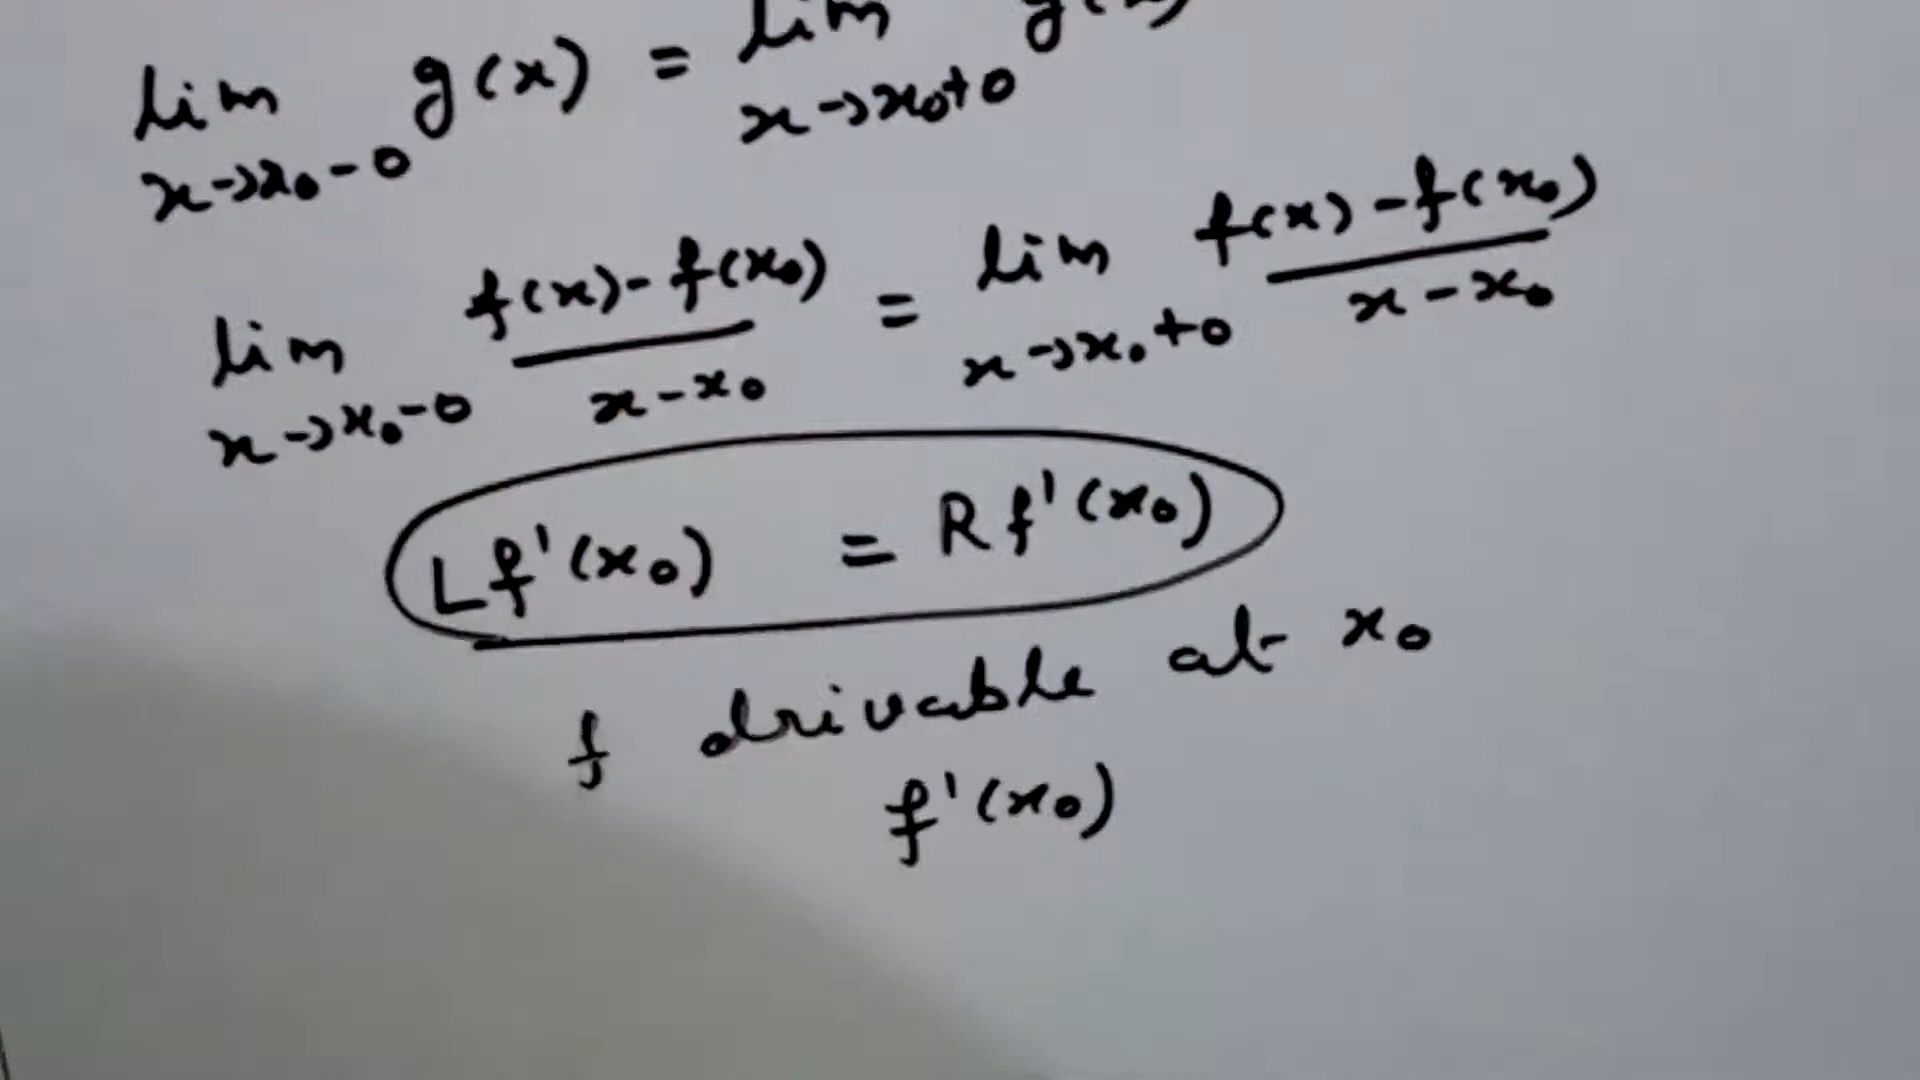 lim g(x) = lim g(x)
x→x₀-0 x→x₀+0
lim f(x)-f(x₀)/x-x₀ = lim f(x)-f(x₀)/x-x₀
x→x₀-0 x→x₀+0
Lf'(x₀) = Rf'(x₀)
f drivable at x₀
f'(x₀)